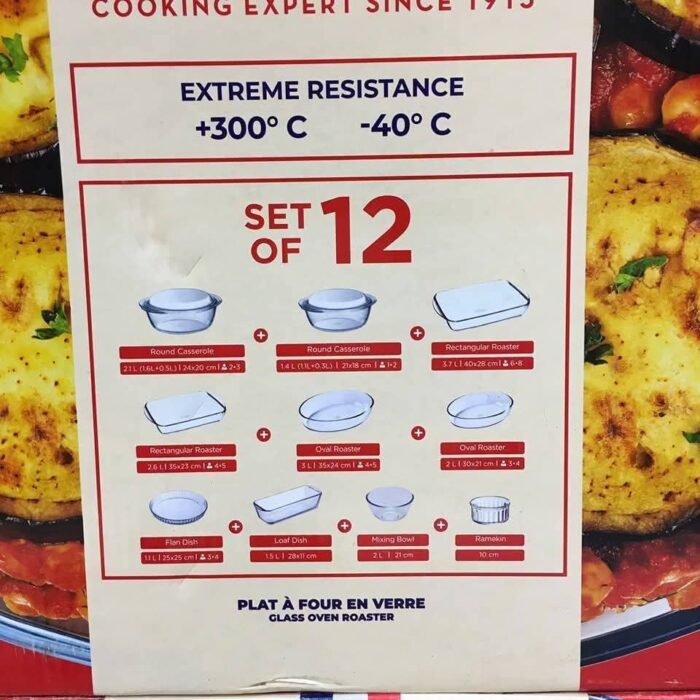 COOKING EXPERT SINCE 1915
EXTREME RESISTANCE
+300° C -40° C
SET
OF 12
Round Casserole
2.1 L (1.6L+0.5L) | 24x20 cm | 2•3
Round Casserole
1.4 L (1.1L+0.3L) | 21x18 cm | 1•2
Rectangular Roaster
3.7 L | 40x28 cm | 6•8
Rectangular Roaster
2.6 L | 35x23 cm | 4•5
Oval Roaster
3 L | 35x24 cm | 4•5
Oval Roaster
2 L | 30x21 cm | 3•4
Flan Dish
1.1 L | 25x25 cm | 3•4
Loaf Dish
1.5 L | 28x11 cm
Mixing Bowl
2 L | 21 cm
Ramekin
10 cm
PLAT À FOUR EN VERRE
GLASS OVEN ROASTER